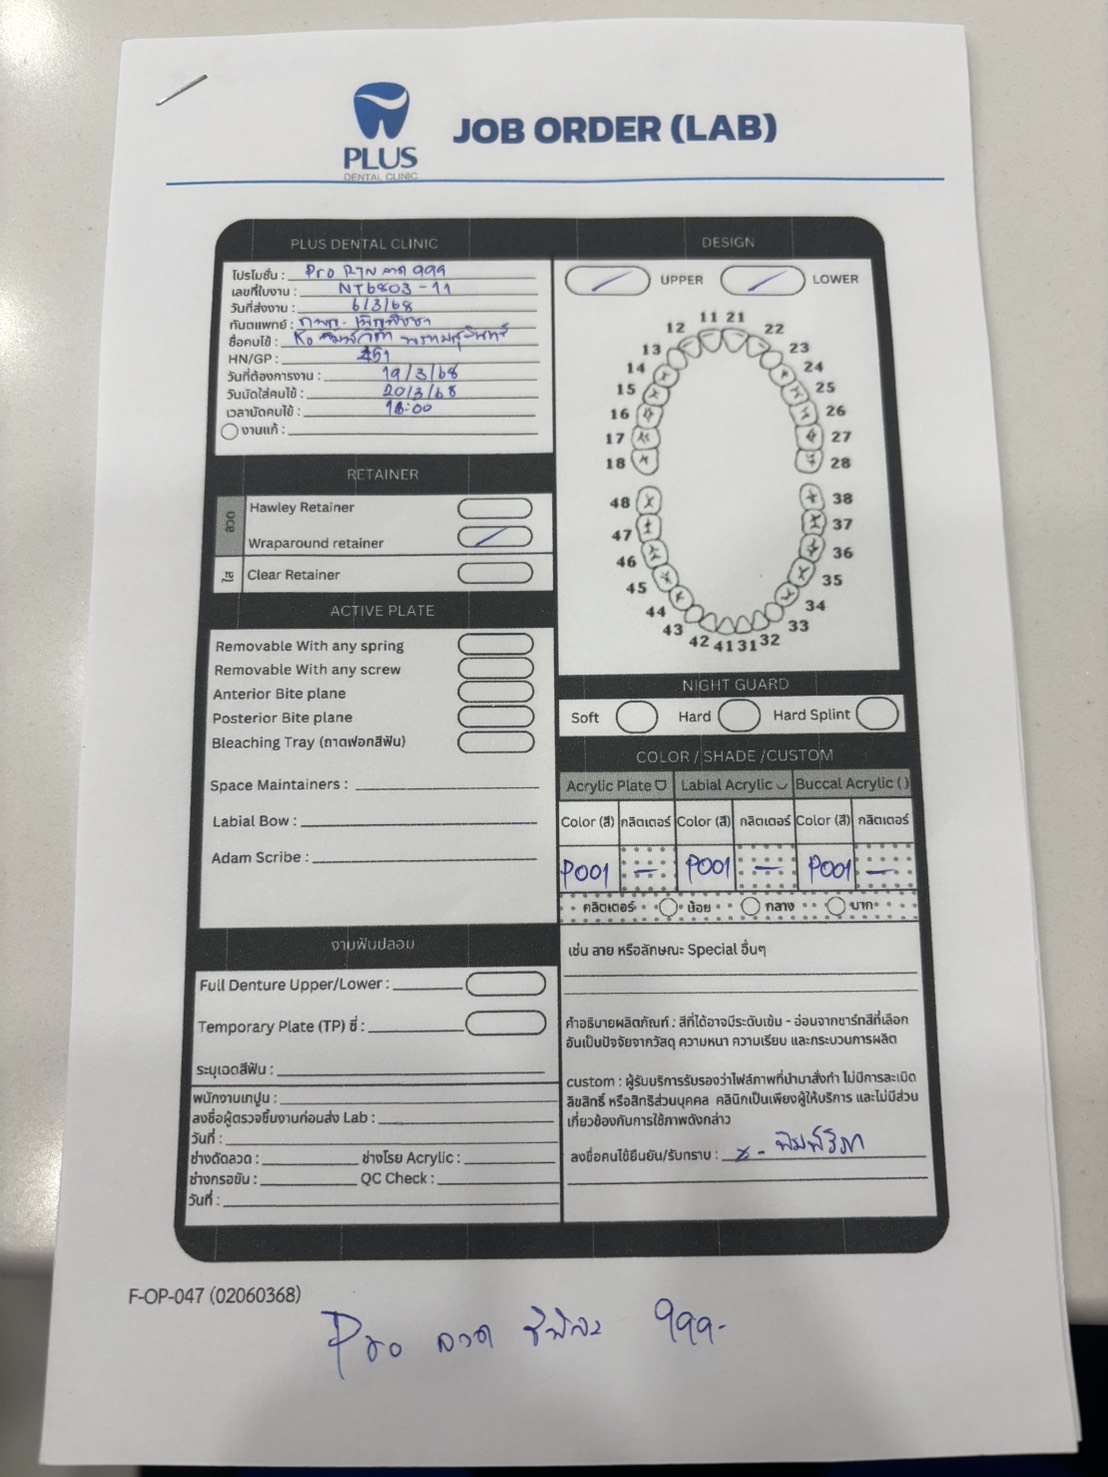 PLUS
DENTAL CLINIC
JOB ORDER (LAB)
PLUS DENTAL CLINIC
โปรโมชั่น : Pro RTN ลวด 999
เลขที่ใบงาน : NT6803-11
วันที่ส่งงาน : 6/3/68
ทันตแพทย์ :
ชื่อคนไข้ :
HN/GP : 451
วันที่ต้องการงาน : 19/3/68
วันนัดใส่คนไข้ : 20/3/68
เวลานัดคนไข้ : 18:00
งานแก้ :
RETAINER
ลวด
Hawley Retainer
Wraparound retainer
ใส
Clear Retainer
ACTIVE PLATE
Removable With any spring
Removable With any screw
Anterior Bite plane
Posterior Bite plane
Bleaching Tray (ถาดฟอกสีฟัน)
Space Maintainers :
Labial Bow :
Adam Scribe :
งานฟันปลอม
Full Denture Upper/Lower :
Temporary Plate (TP) ซี่ :
ระบุเฉดสีฟัน :
พนักงานเทปูน :
ลงชื่อผู้ตรวจชิ้นงานก่อนส่ง Lab :
วันที่ :
ช่างดัดลวด : ช่างโรย Acrylic :
ช่างกรอขัน : QC Check :
วันที่ :
DESIGN
UPPER LOWER
11 21
12 22
13 23
14 24
15 25
16 26
17 27
18 28
48 38
47 37
46 36
45 35
44 34
43 33
42 41 31 32
NIGHT GUARD
Soft Hard Hard Splint
COLOR / SHADE /CUSTOM
Acrylic Plate Labial Acrylic Buccal Acrylic ( )
Color (สี) กลิตเตอร์ Color (สี) กลิตเตอร์ Color (สี) กลิตเตอร์
P001 — P001 — P001 —
กลิตเตอร์ น้อย กลาง มาก
เช่น ลาย หรือลักษณะ Special อื่นๆ
คำอธิบายผลิตภัณฑ์ : สีที่ได้อาจมีระดับเข้ม - อ่อนจากชาร์ทสีที่เลือก
อันเป็นปัจจัยจากวัสดุ ความหนา ความเรียบ และกระบวนการผลิต
custom : ผู้รับบริการรับรองว่าไฟล์ภาพที่นำมาสั่งทำ ไม่มีการละเมิด
ลิขสิทธิ์ หรือสิทธิส่วนบุคคล คลินิกเป็นเพียงผู้ให้บริการ และไม่มีส่วน
เกี่ยวข้องกับการใช้ภาพดังกล่าว
ลงชื่อคนไข้ยืนยัน/รับทราบ :
F-OP-047 (02060368)
Pro ลวด 999-